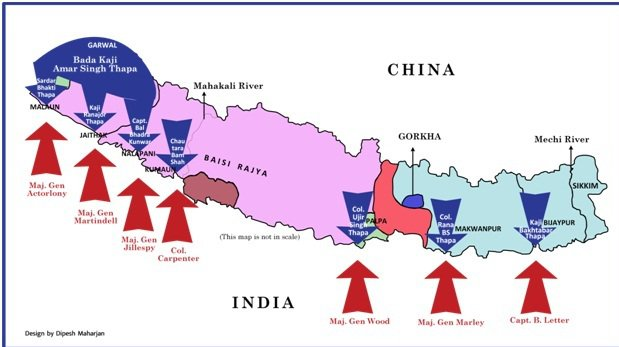 GARWAL
Bada Kaji
Amar Singh Thapa
CHINA
Sardar
Bhakti
Thapa
Mahakali River
MALAUN
Kaji
Ranajor
Thapa
Capt.
Bal
Bhadra
Kunwar
JAITHAK
Chau
tara
Bam
Shah
NALAPANI
KUMAUN
BAISI RAJYA
GORKHA
Mechi River
SIKKIM
Maj. Gen
Actorlony
Maj. Gen
Martindell
Maj. Gen
Jillespy
Col.
Carpenter
(This map is not in scale)
Col.
Ujir
Singh
Thapa
PALPA
Col.
Rana
BS
Thapa
MAKWANPUR
Kaji
Bakhtabar
Thapa
BIJAYPUR
INDIA
Maj. Gen Wood
Maj. Gen Marley
Capt. B. Letter
Design by Dipesh Maharjan